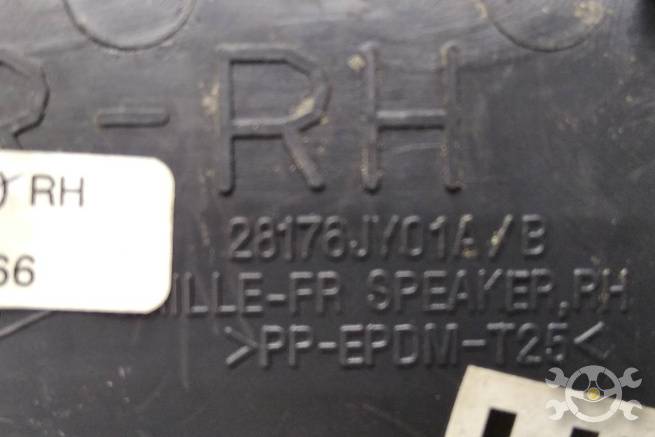 R-RH
RH
66
28176JY01A/B
ILLE-FR SPEAKER,RH
>PP-EPDM-T25<